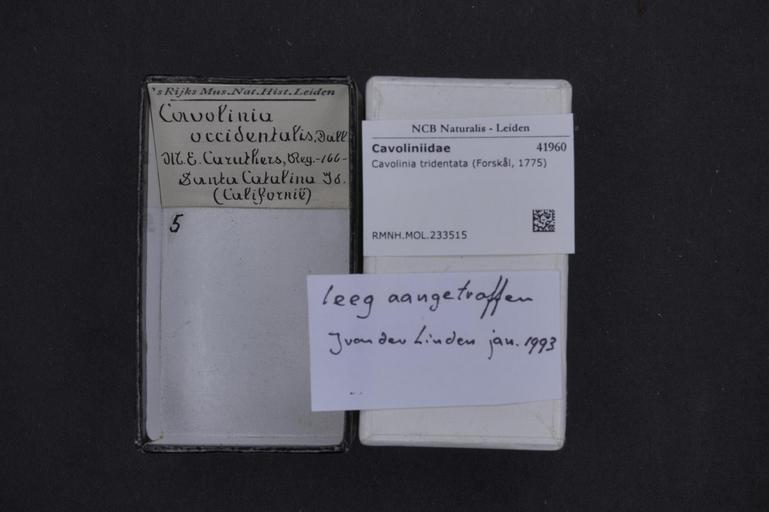 's Rijks Mus. Nat. Hist. Leiden
Cavolinia
occidentalis, Dall.
M. E. Caruthers, Reg.-166-
Santa Catalina Is.
(Californië)
5
NCB Naturalis - Leiden
Cavoliniidae 41960
Cavolinia tridentata (Forskål, 1775)
RMNH.MOL.233515
leeg aangetroffen
J van der Linden jan. 1993